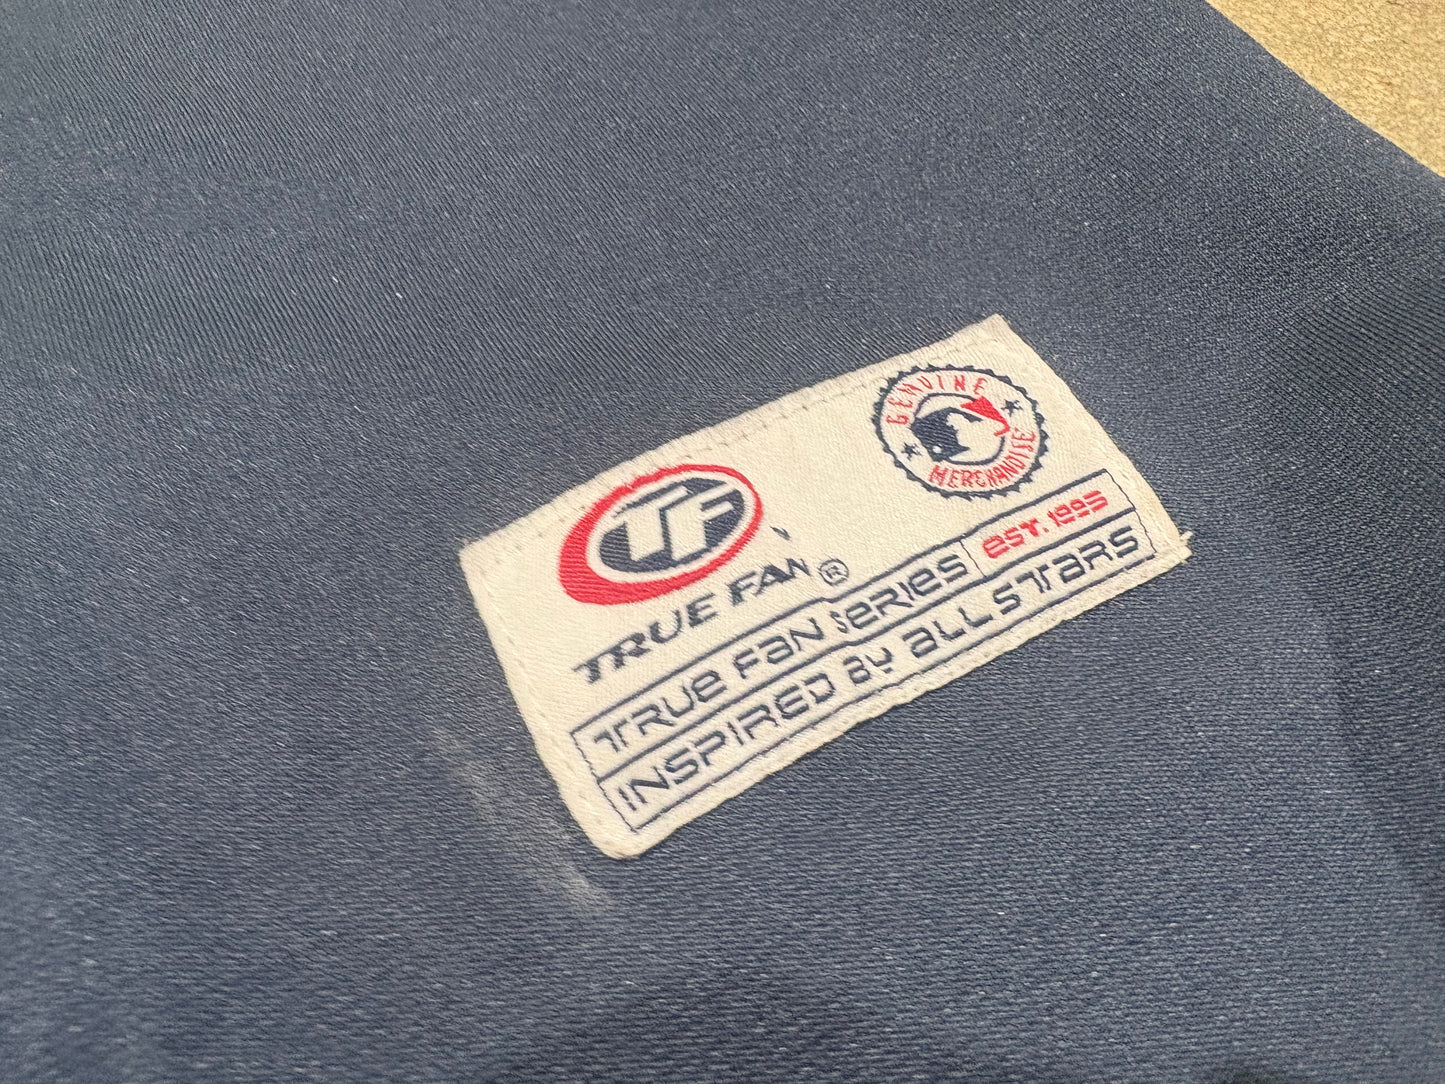 GENUINE
MERCHANDISE
TF
TRUE FAN ®
TRUE FAN SERIES EST. 1995
INSPIRED BY ALL STARS